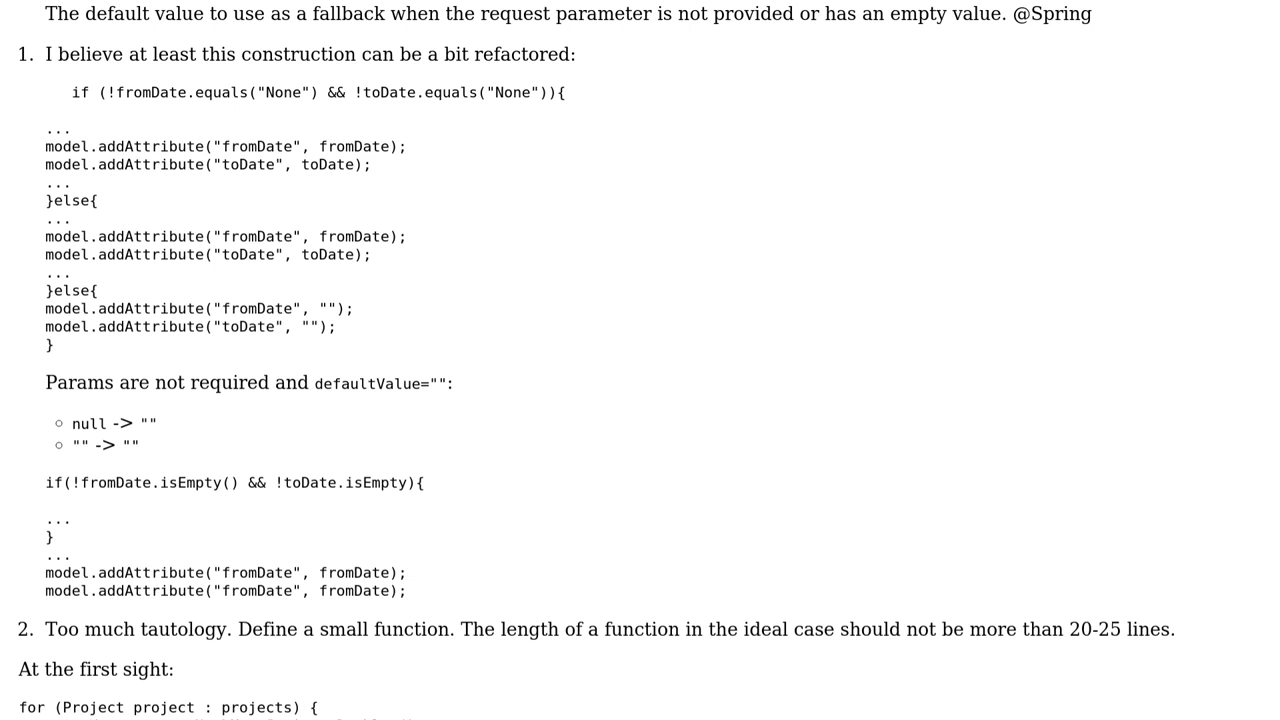 The default value to use as a fallback when the request parameter is not provided or has an empty value. @Spring
1. I believe at least this construction can be a bit refactored:
if (!fromDate.equals("None") && !toDate.equals("None")){
...
model.addAttribute("fromDate", fromDate);
model.addAttribute("toDate", toDate);
...
}else{
...
model.addAttribute("fromDate", fromDate);
model.addAttribute("toDate", toDate);
...
}else{
model.addAttribute("fromDate", "");
model.addAttribute("toDate", "");
}
Params are not required and defaultValue="":
◦ null -> ""
◦ "" -> ""
if(!fromDate.isEmpty() && !toDate.isEmpty){
...
}
...
model.addAttribute("fromDate", fromDate);
model.addAttribute("fromDate", fromDate);
2. Too much tautology. Define a small function. The length of a function in the ideal case should not be more than 20-25 lines.
At the first sight:
for (Project project : projects) {